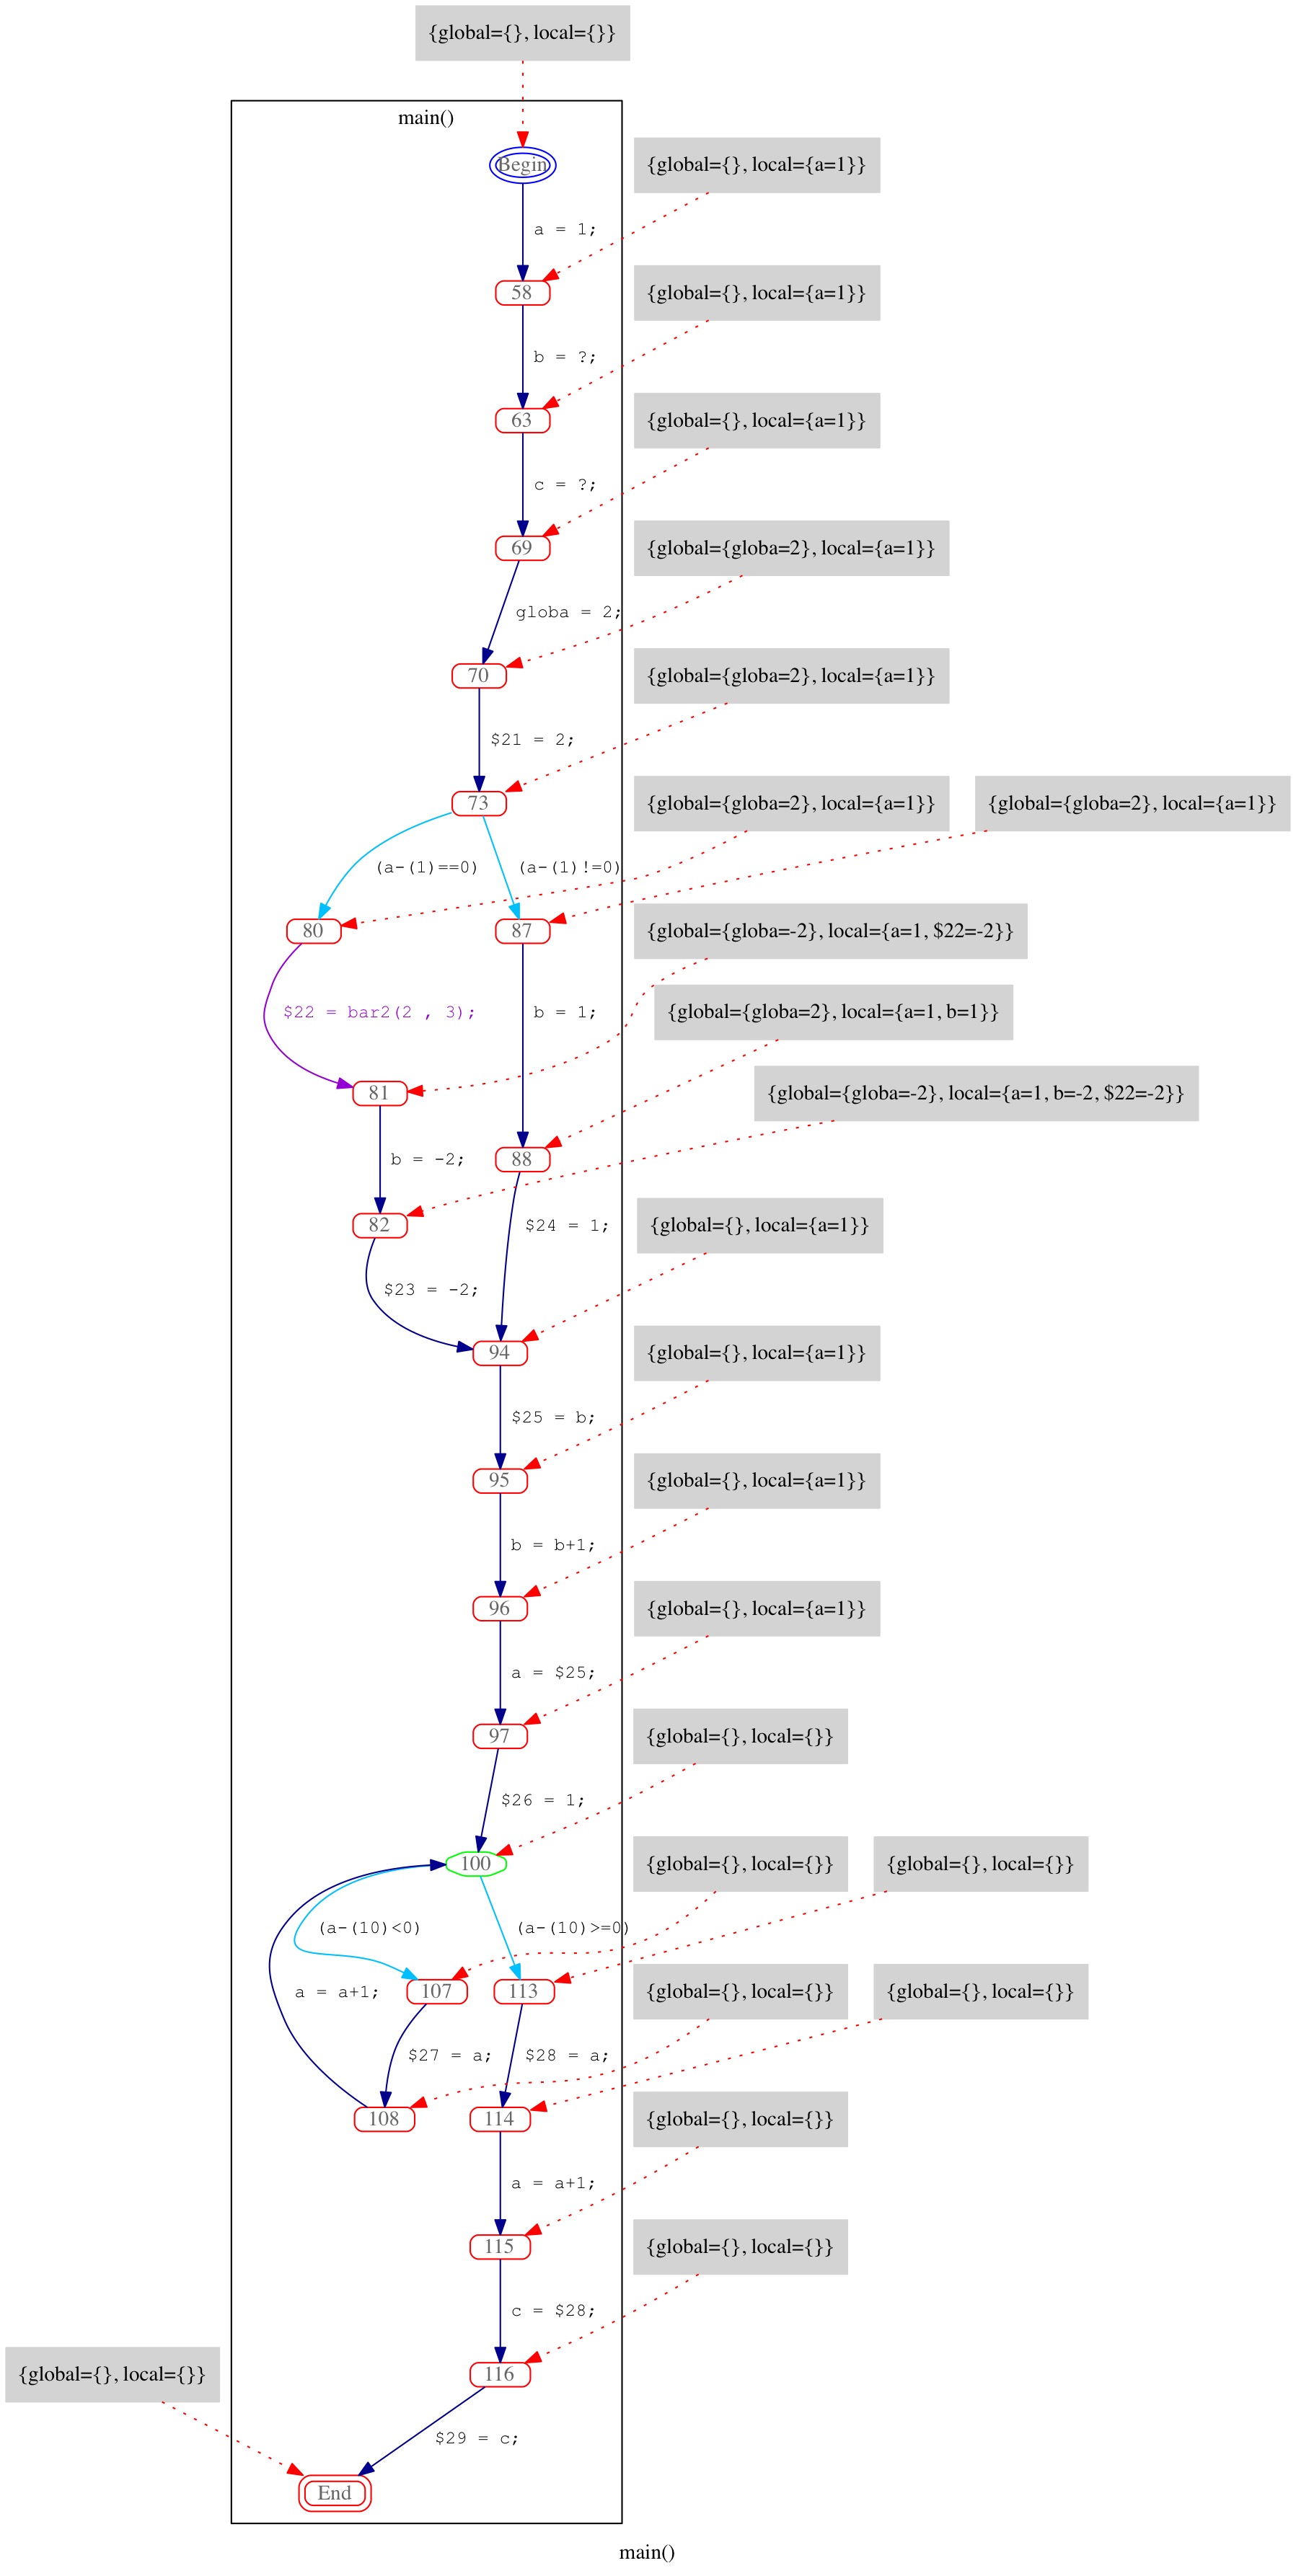 {global={}, local={}}
main()
Begin
{global={}, local={a=1}}
a = 1;
58
{global={}, local={a=1}}
b = ?;
63
{global={}, local={a=1}}
c = ?;
69
{global={globa=2}, local={a=1}}
globa = 2;
70
{global={globa=2}, local={a=1}}
$21 = 2;
73
{global={globa=2}, local={a=1}}
{global={globa=2}, local={a=1}}
(a-(1)==0)
(a-(1)!=0)
80
87
{global={globa=-2}, local={a=1, $22=-2}}
$22 = bar2(2 , 3);
b = 1;
{global={globa=2}, local={a=1, b=1}}
81
{global={globa=-2}, local={a=1, b=-2, $22=-2}}
b = -2;
88
82
$24 = 1;
{global={}, local={a=1}}
$23 = -2;
94
{global={}, local={a=1}}
$25 = b;
95
{global={}, local={a=1}}
b = b+1;
96
{global={}, local={a=1}}
a = $25;
97
{global={}, local={}}
$26 = 1;
100
{global={}, local={}}
{global={}, local={}}
(a-(10)<0)
(a-(10)>=0)
a = a+1;
107
113
{global={}, local={}}
{global={}, local={}}
$27 = a;
$28 = a;
108
114
{global={}, local={}}
a = a+1;
115
{global={}, local={}}
c = $28;
116
{global={}, local={}}
$29 = c;
End
main()